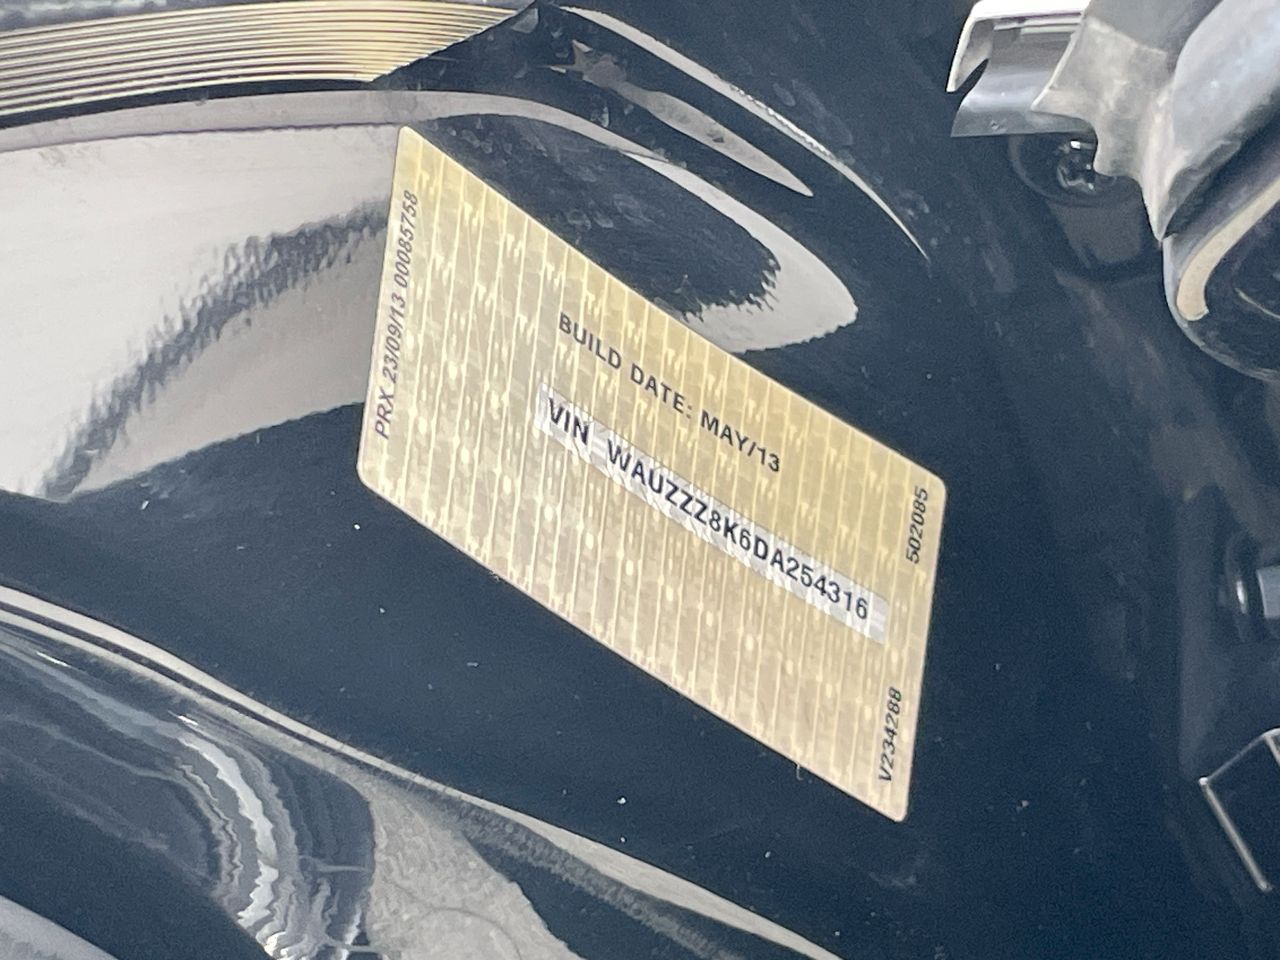 PRX 23/09/13 00085758
BUILD DATE: MAY/13
VIN WAUZZZ8K6DA254316
502085
V234288